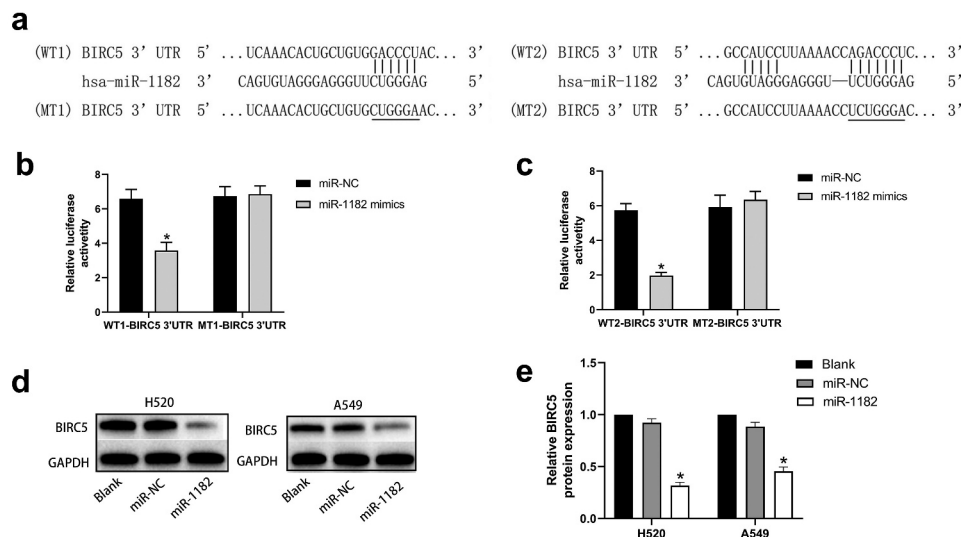 a
(WT1) BIRC5 3' UTR 5' ...UCAAACACUGCUGUGGACCCUAC... 3'
hsa-miR-1182 3' CAGUGUAGGGAGGGUUCUGGGAG 5'
(MT1) BIRC5 3' UTR 5' ...UCAAACACUGCUGUGCUGGGAAC... 3'
(WT2) BIRC5 3' UTR 5' ...GCCAUCCUUAAAACCAGACCCUC... 3'
hsa-miR-1182 3' CAGUGUAGGGAGGGU—UCUGGGAG 5'
(MT2) BIRC5 3' UTR 5' ...GCCAUCCUUAAAACCUCUGGGAC... 3'
b
Relative luciferase
activetity
8
6
4
2
0
*
miR-NC
miR-1182 mimics
WT1-BIRC5 3'UTR MT1-BIRC5 3'UTR
c
Relative luciferase
activetity
8
6
4
2
0
*
miR-NC
miR-1182 mimics
WT2-BIRC5 3'UTR MT2-BIRC5 3'UTR
d
H520
BIRC5
GAPDH
Blank
miR-NC
miR-1182
A549
BIRC5
GAPDH
Blank
miR-NC
miR-1182
e
Relative BIRC5
protein expression
1.5
1.0
0.5
0.0
*
*
Blank
miR-NC
miR-1182
H520 A549